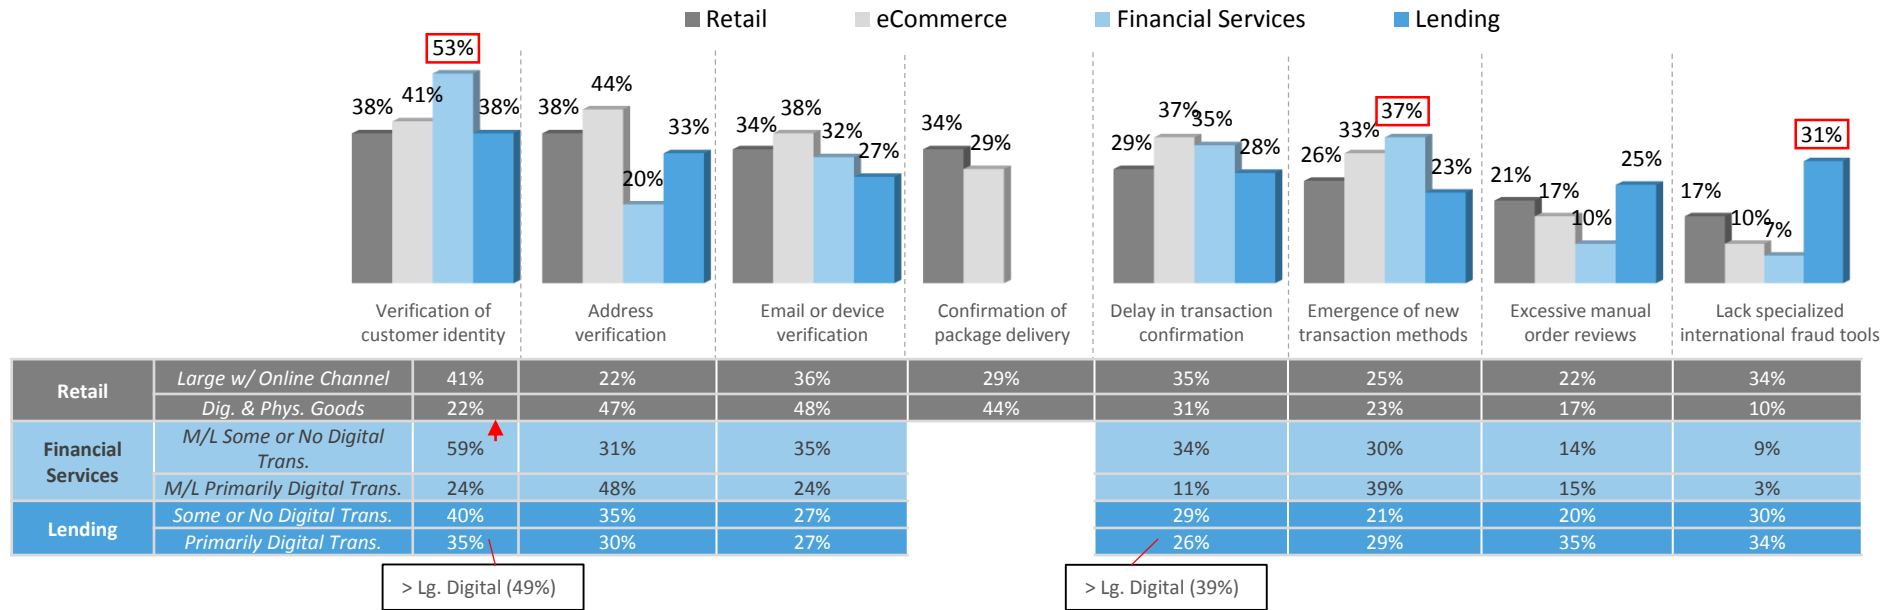 Retail eCommerce Financial Services Lending
38% 41% 53% 38%
38% 44% 20% 33%
34% 38% 32% 27%
34% 29%
29% 37% 35% 28%
26% 33% 37% 23%
21% 17% 10% 25%
17% 10% 7% 31%
Verification of
customer identity
Address
verification
Email or device
verification
Confirmation of
package delivery
Delay in transaction
confirmation
Emergence of new
transaction methods
Excessive manual
order reviews
Lack specialized
international fraud tools
Retail
Large w/ Online Channel 41% 22% 36% 29% 35% 25% 22% 34%
Dig. & Phys. Goods 22% 47% 48% 44% 31% 23% 17% 10%
Financial
Services
M/L Some or No Digital
Trans. 59% 31% 35% 34% 30% 14% 9%
M/L Primarily Digital Trans. 24% 48% 24% 11% 39% 15% 3%
Lending
Some or No Digital Trans. 40% 35% 27% 29% 21% 20% 30%
Primarily Digital Trans. 35% 30% 27% 26% 29% 35% 34%
> Lg. Digital (49%)
> Lg. Digital (39%)